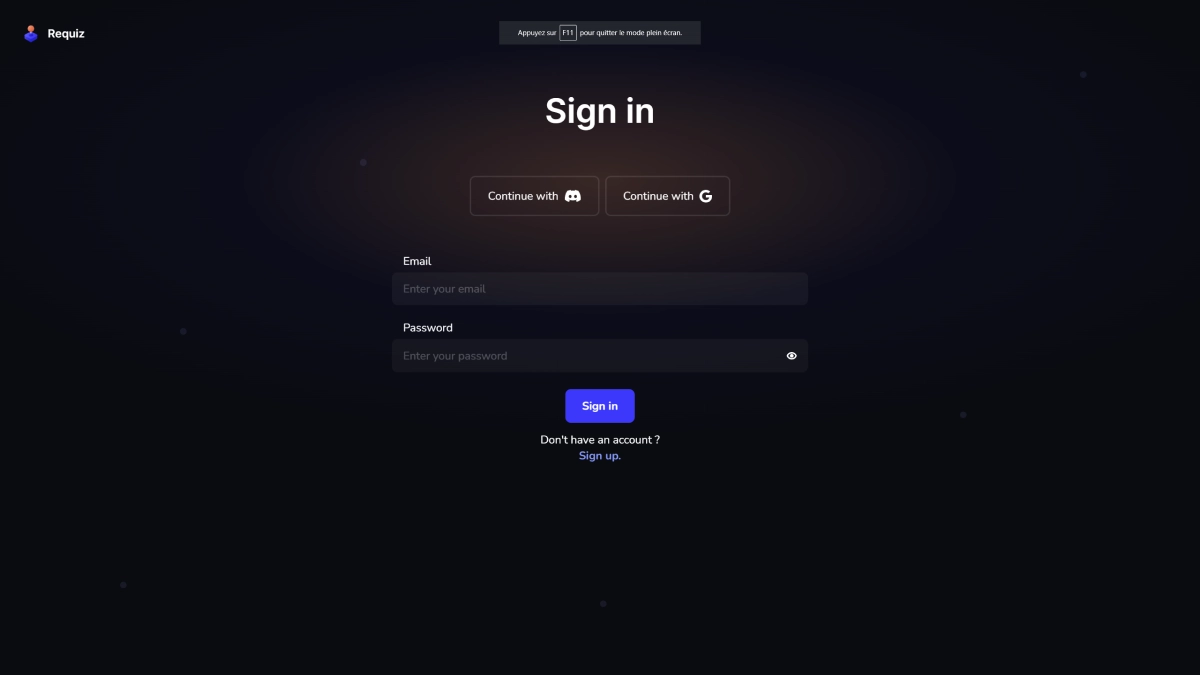 Requiz
Appuyez sur F11 pour quitter le mode plein écran.
Sign in
Continue with
Continue with G
Email
Enter your email
Password
Enter your password
Sign in
Don't have an account ?
Sign up.